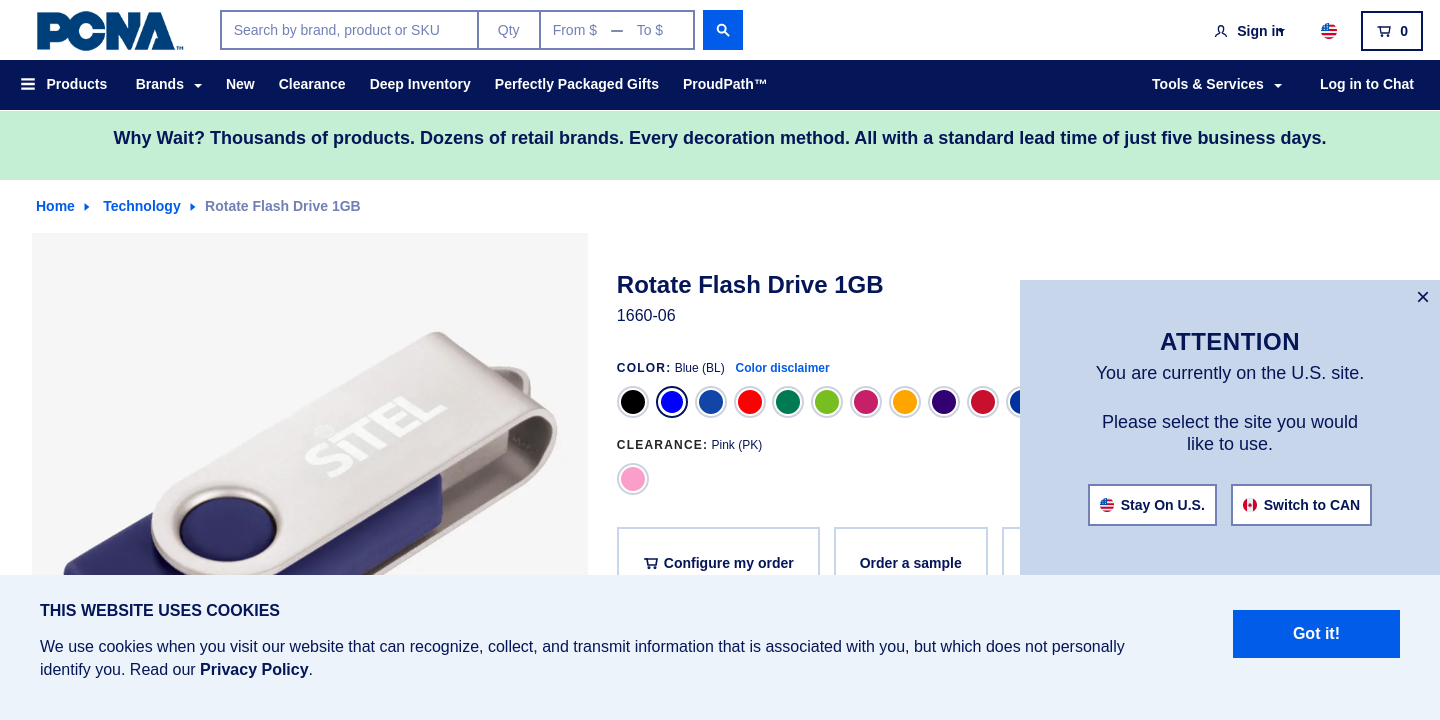 PCNA™
Search by brand, product or SKU
Qty
From $ — To $
Sign in
0
Products
Brands
New
Clearance
Deep Inventory
Perfectly Packaged Gifts
ProudPath™
Tools & Services
Log in to Chat
Why Wait? Thousands of products. Dozens of retail brands. Every decoration method. All with a standard lead time of just five business days.
Home
Technology
Rotate Flash Drive 1GB
SITEL
Rotate Flash Drive 1GB
1660-06
COLOR: Blue (BL) Color disclaimer
CLEARANCE: Pink (PK)
Configure my order
Order a sample
×
ATTENTION
You are currently on the U.S. site.
Please select the site you would
like to use.
Stay On U.S.
Switch to CAN
THIS WEBSITE USES COOKIES
We use cookies when you visit our website that can recognize, collect, and transmit information that is associated with you, but which does not personally
identify you. Read our Privacy Policy.
Got it!